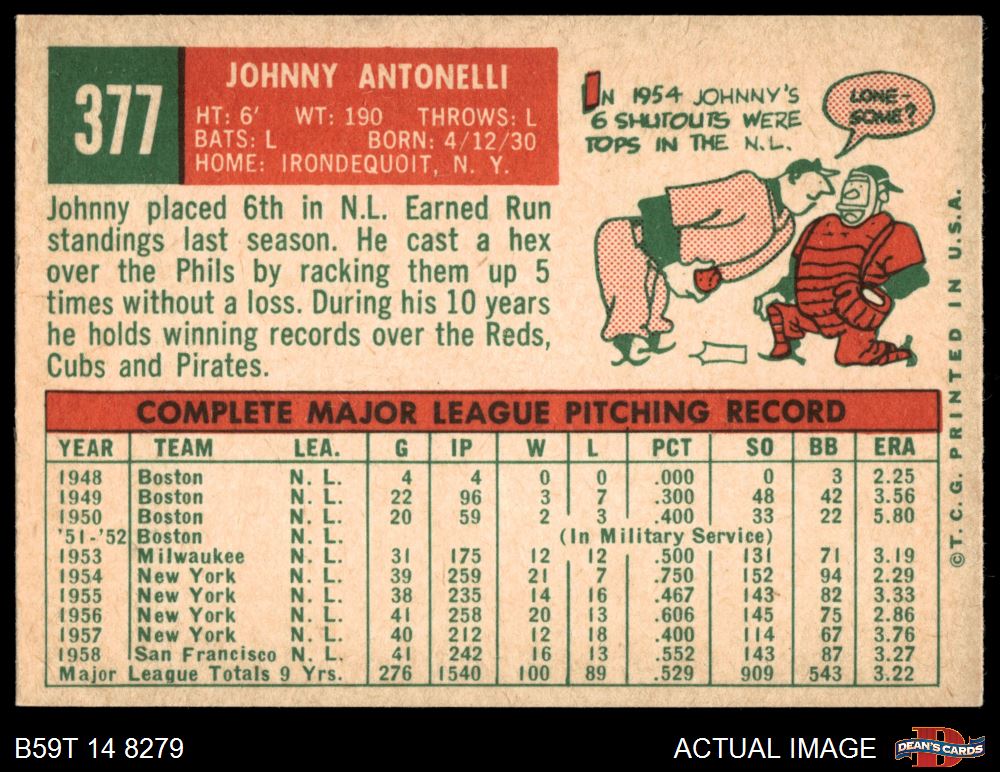 377
JOHNNY ANTONELLI
HT: 6' WT: 190 THROWS: L
BATS: L BORN: 4/12/30
HOME: IRONDEQUOIT, N. Y.
Johnny placed 6th in N.L. Earned Run
standings last season. He cast a hex
over the Phils by racking them up 5
times without a loss. During his 10 years
he holds winning records over the Reds,
Cubs and Pirates.
IN 1954 JOHNNY'S
6 SHUTOUTS WERE
TOPS IN THE N.L.
LONE-
SOME?
COMPLETE MAJOR LEAGUE PITCHING RECORD
YEAR TEAM LEA. G IP W L PCT SO BB ERA
1948 Boston N. L. 4 4 0 0 .000 0 3 2.25
1949 Boston N. L. 22 96 3 7 .300 48 42 3.56
1950 Boston N. L. 20 59 2 3 .400 33 22 5.80
'51-'52 Boston N. L. (In Military Service)
1953 Milwaukee N. L. 31 175 12 12 .500 131 71 3.19
1954 New York N. L. 39 259 21 7 .750 152 94 2.29
1955 New York N. L. 38 235 14 16 .467 143 82 3.33
1956 New York N. L. 41 258 20 13 .606 145 75 2.86
1957 New York N. L. 40 212 12 18 .400 114 67 3.76
1958 San Francisco N. L. 41 242 16 13 .552 143 87 3.27
Major League Totals 9 Yrs. 276 1540 100 89 .529 909 543 3.22
©T. C. G. PRINTED IN U.S.A.
B59T 14 8279
ACTUAL IMAGE
DEAN'S CARDS